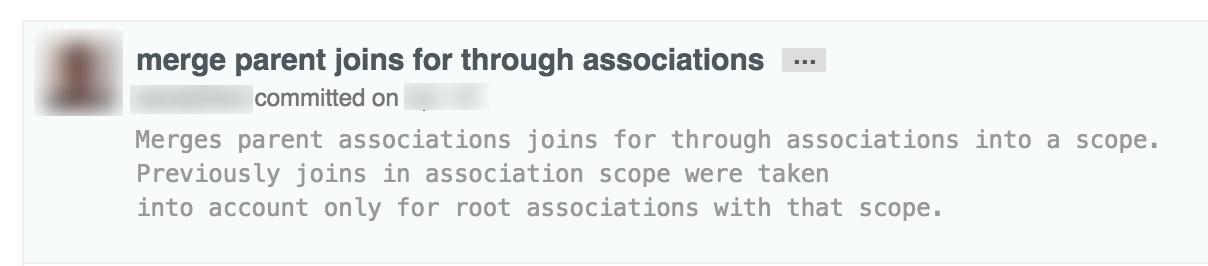 merge parent joins for through associations ...
committed on
Merges parent associations joins for through associations into a scope.
Previously joins in association scope were taken
into account only for root associations with that scope.